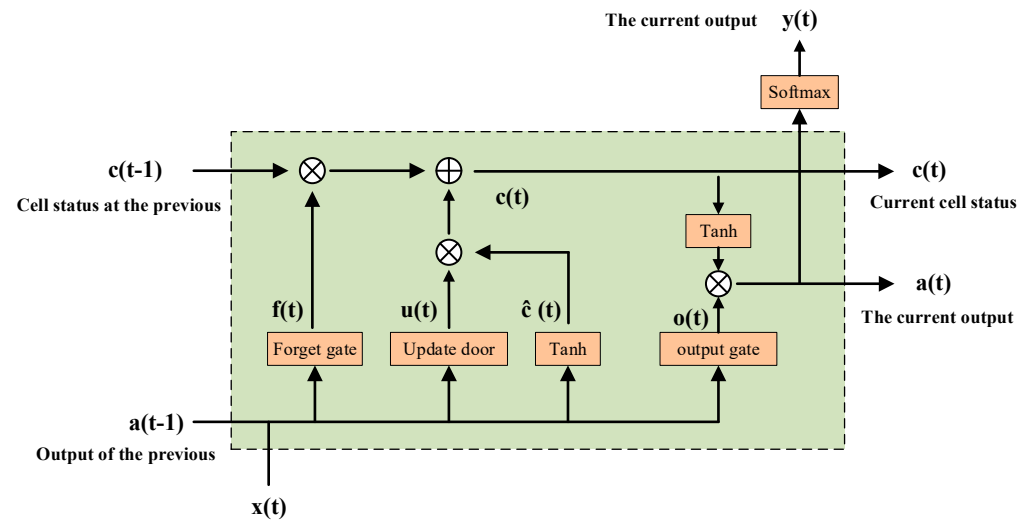 The current output
y(t)
Softmax
c(t-1)
c(t)
Cell status at the previous
c(t)
Current cell status
Tanh
a(t)
The current output
f(t)
u(t)
ĉ (t)
o(t)
Forget gate
Update door
Tanh
output gate
a(t-1)
Output of the previous
x(t)